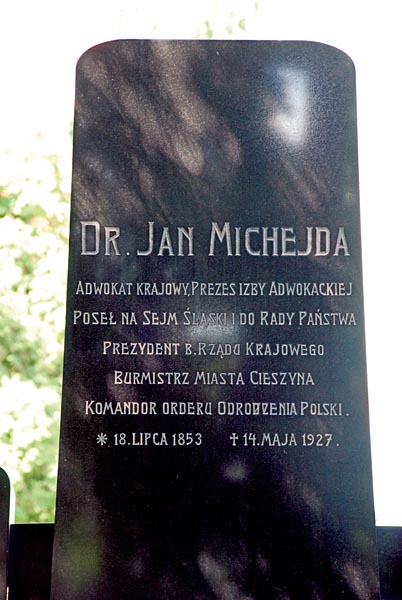 DR. JAN MICHEJDA
ADWOKAT KRAJOWY, PREZES IZBY ADWOKACKIEJ
POSEŁ NA SEJM ŚLĄSKI I DO RADY PAŃSTWA
PREZYDENT B. RZĄDU KRAJOWEGO
BURMISTRZ MIASTA CIESZYNA
KOMANDOR ORDERU ODRODZENIA POLSKI.
* 18. LIPCA 1853 ✝ 14. MAJA 1927.